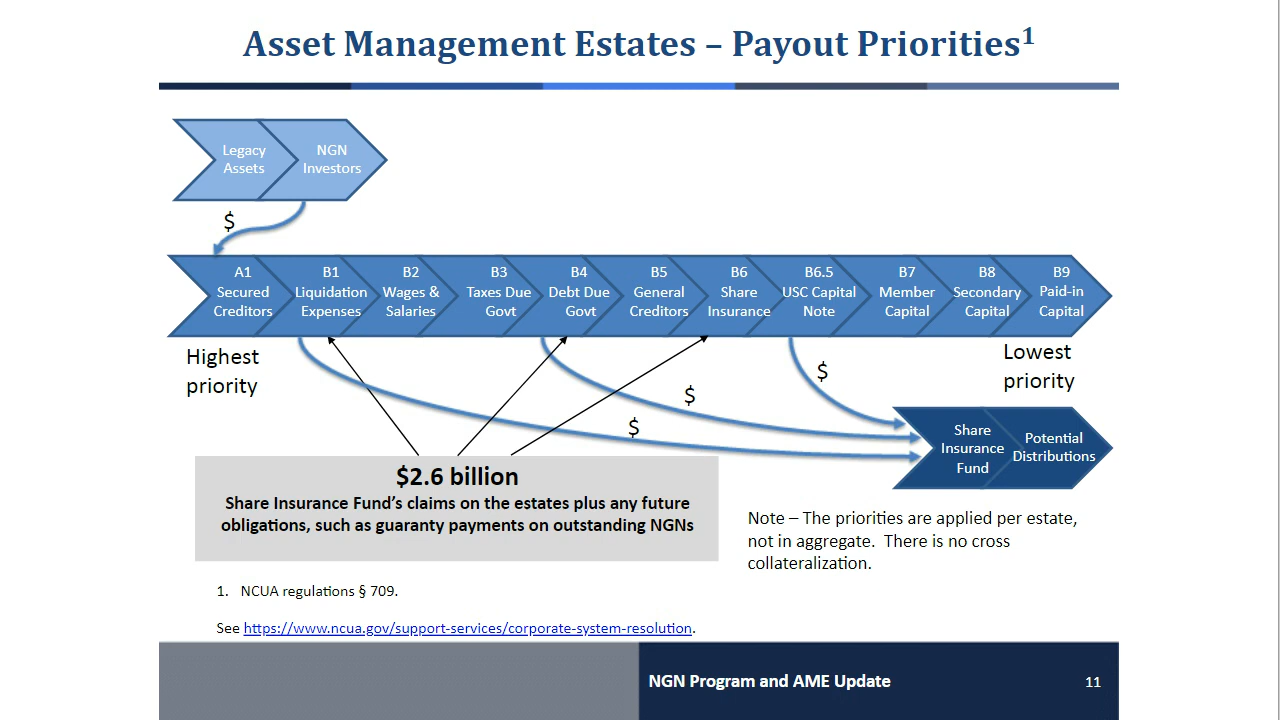 Asset Management Estates – Payout Priorities¹
Legacy
Assets
NGN
Investors
$
A1
Secured
Creditors
B1
Liquidation
Expenses
B2
Wages &
Salaries
B3
Taxes Due
Govt
B4
Debt Due
Govt
B5
General
Creditors
B6
Share
Insurance
B6.5
USC Capital
Note
B7
Member
Capital
B8
Secondary
Capital
B9
Paid-in
Capital
Highest
priority
Lowest
priority
$
$
$
Share
Insurance
Fund
Potential
Distributions
$2.6 billion
Share Insurance Fund’s claims on the estates plus any future
obligations, such as guaranty payments on outstanding NGNs
Note – The priorities are applied per estate,
not in aggregate. There is no cross
collateralization.
1. NCUA regulations § 709.
See https://www.ncua.gov/support-services/corporate-system-resolution.
NGN Program and AME Update
11